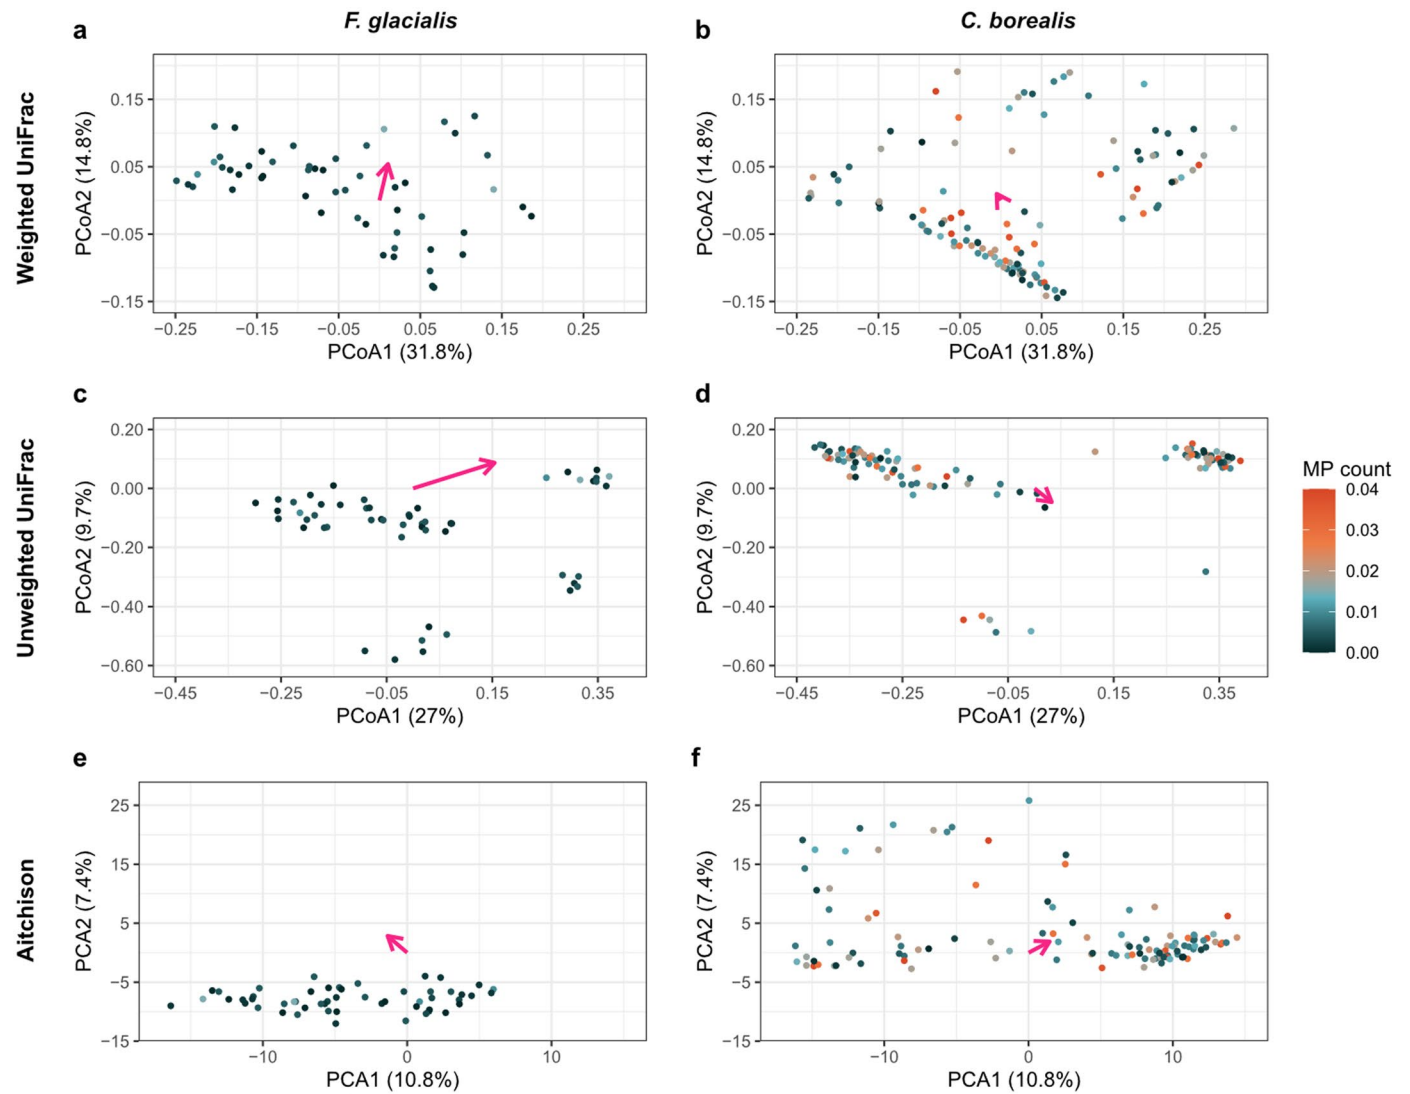 F. glacialis
C. borealis
a
b
Weighted UniFrac
PCoA2 (14.8%)
0.15
0.05
−0.05
−0.15
−0.25
−0.15
−0.05
0.05
0.15
0.25
PCoA1 (31.8%)
PCoA2 (14.8%)
0.15
0.05
−0.05
−0.15
−0.25
−0.15
−0.05
0.05
0.15
0.25
PCoA1 (31.8%)
c
d
Unweighted UniFrac
PCoA2 (9.7%)
0.20
0.00
−0.20
−0.40
−0.60
−0.45
−0.25
−0.05
0.15
0.35
PCoA1 (27%)
PCoA2 (9.7%)
0.20
0.00
−0.20
−0.40
−0.60
−0.45
−0.25
−0.05
0.15
0.35
PCoA1 (27%)
MP count
0.04
0.03
0.02
0.01
0.00
e
f
Aitchison
PCA2 (7.4%)
25
15
5
−5
−15
−10
0
10
PCA1 (10.8%)
PCA2 (7.4%)
25
15
5
−5
−15
−10
0
10
PCA1 (10.8%)